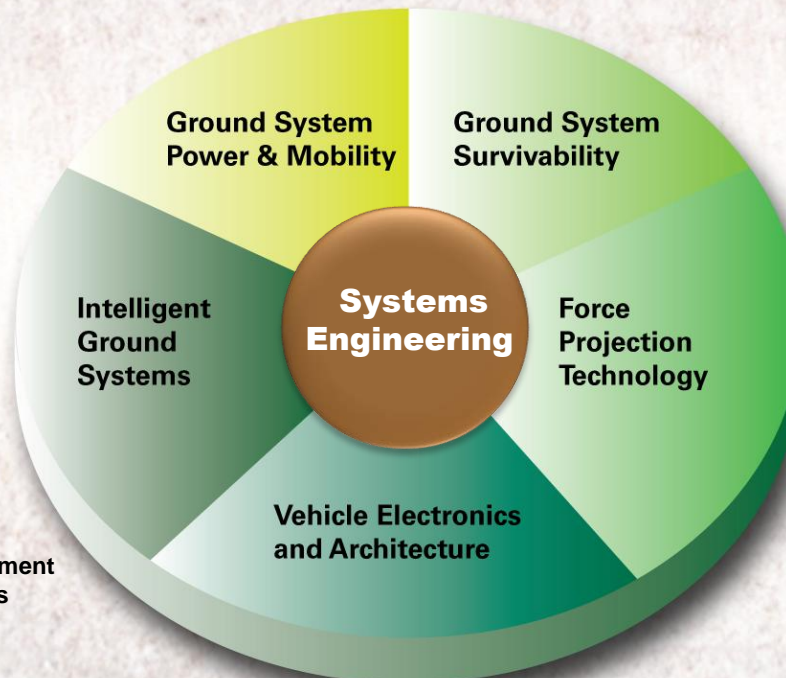 Ground System
Power & Mobility
Ground System
Survivability
Intelligent
Ground
Systems
Systems
Engineering
Force
Projection
Technology
Vehicle Electronics
and Architecture